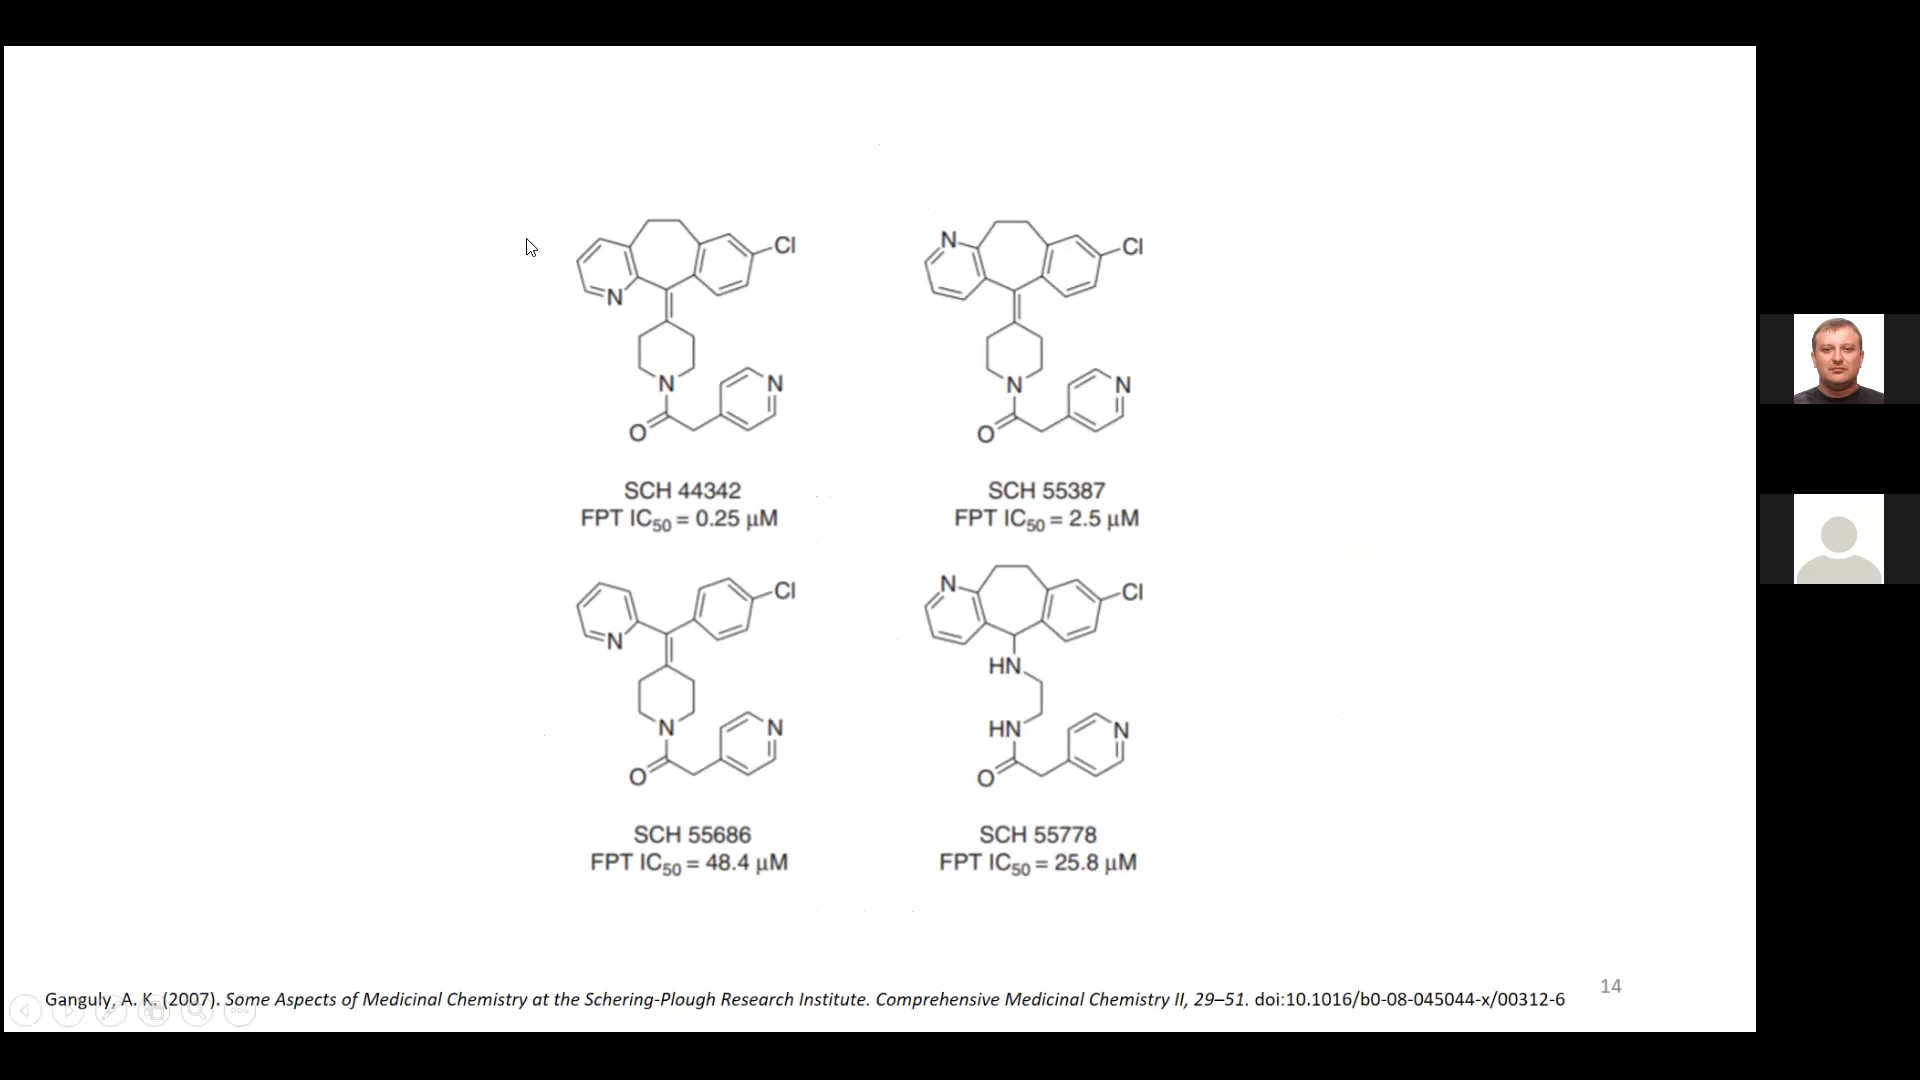 N
Cl
N
N
O
SCH 44342
FPT IC50 = 0.25 μM
N
Cl
N
N
O
SCH 55387
FPT IC50 = 2.5 μM
N
Cl
N
N
O
SCH 55686
FPT IC50 = 48.4 μM
N
Cl
HN
HN
N
O
SCH 55778
FPT IC50 = 25.8 μM
Ganguly, A. K. (2007). Some Aspects of Medicinal Chemistry at the Schering-Plough Research Institute. Comprehensive Medicinal Chemistry II, 29–51. doi:10.1016/b0-08-045044-x/00312-6
14